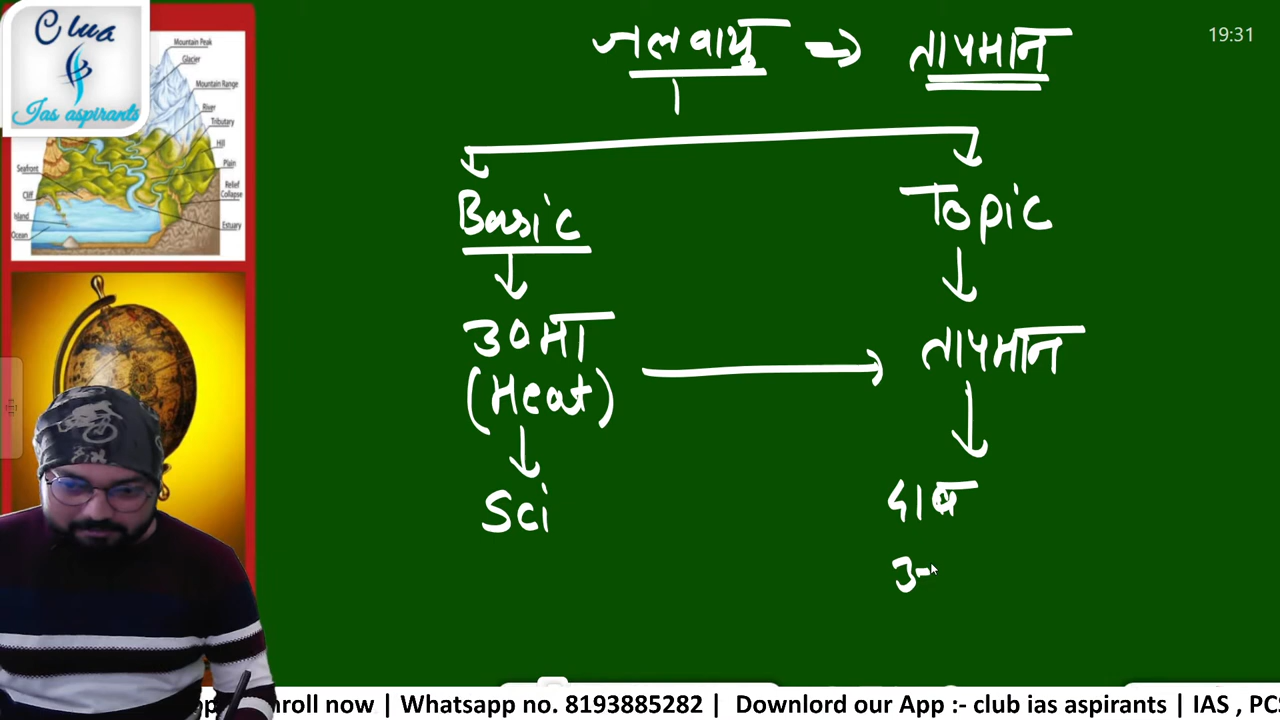 Club
Ias aspirants
Mountain Peak
Glacier
Mountain Range
River
Tributary
Hill
Plain
Seafront
Relief
Collapse
Cliff
Island
Estuary
Ocean
19:31
जलवायु ⇒ तापमान
Basic Topic
ऊष्मा → तापमान
(Heat)
Sci
nroll now | Whatsapp no. 8193885282 | Downlord our App :- club ias aspirants | IAS , PC